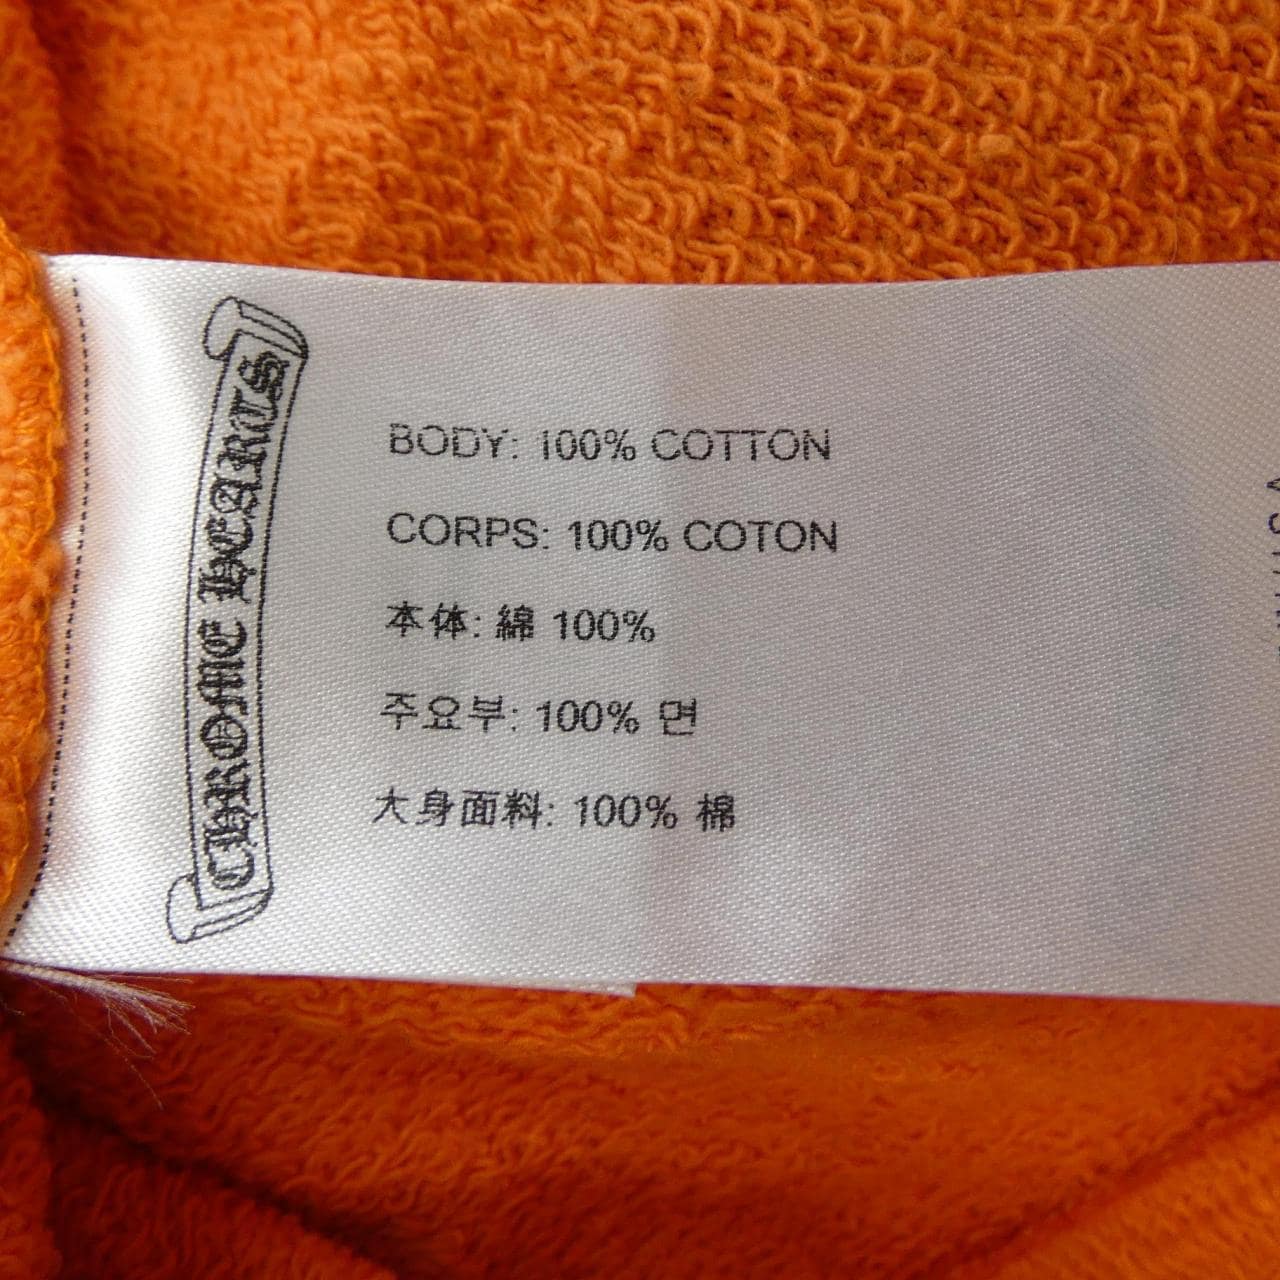 CHROME HEARTS
BODY: 100% COTTON
CORPS: 100% COTON
本体: 綿 100%
주요부: 100% 면
大身面料: 100% 棉